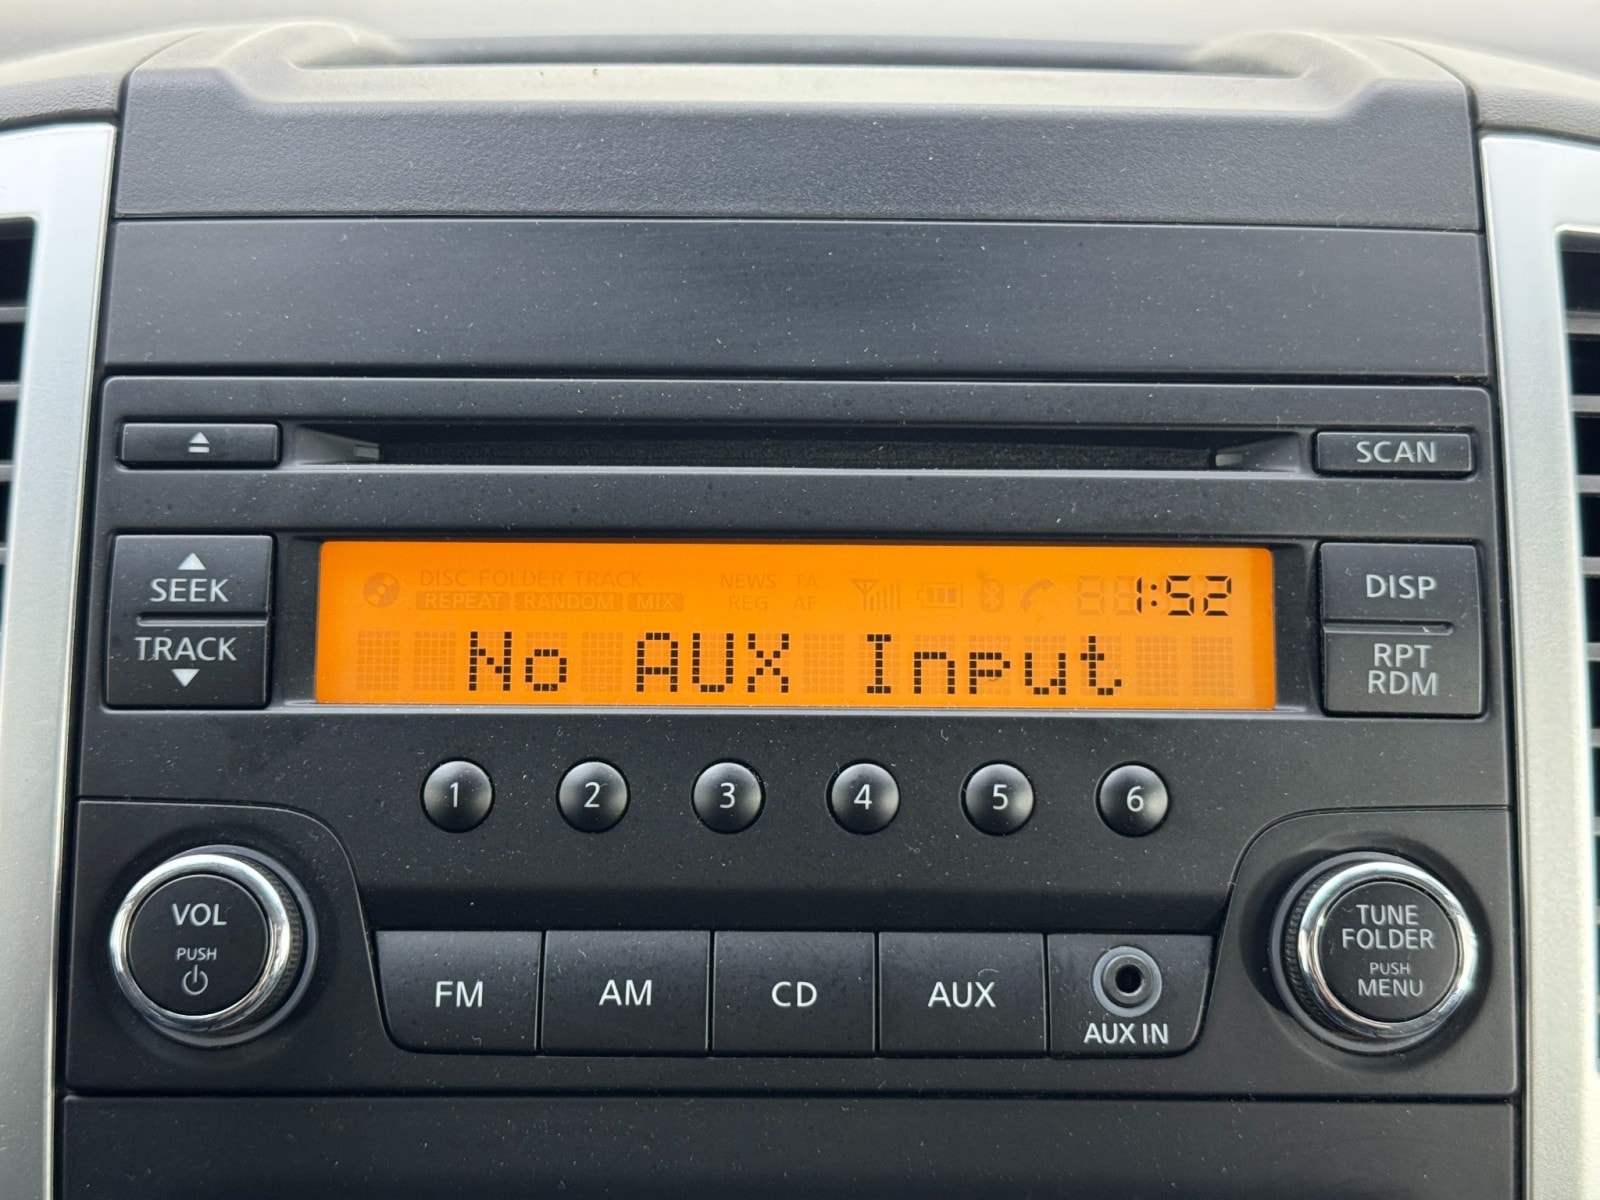 SCAN
SEEK
TRACK
DISC FOLDER TRACK
REPEAT RANDOM MIX
NEWS TA
REG AF
1:52
No AUX Input
DISP
RPT
RDM
1 2 3 4 5 6
VOL
PUSH
FM
AM
CD
AUX
AUX IN
TUNE
FOLDER
PUSH
MENU